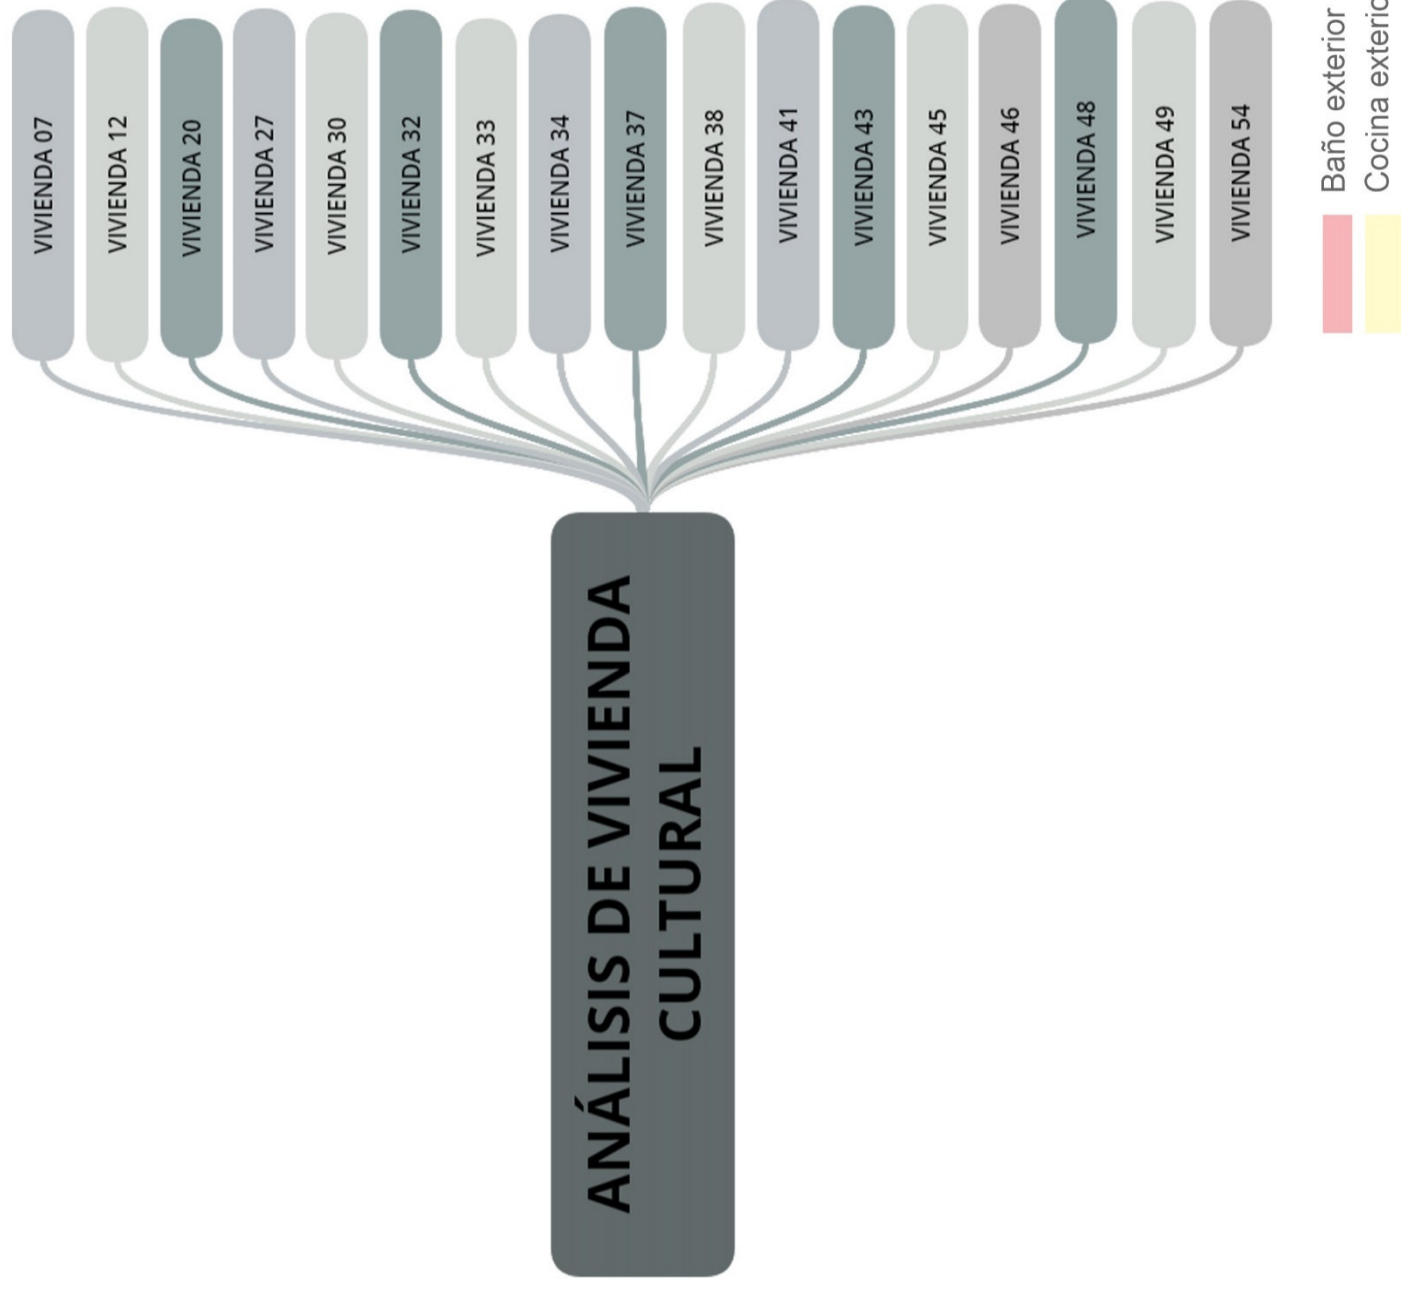 VIVIENDA 07
VIVIENDA 12
VIVIENDA 20
VIVIENDA 27
VIVIENDA 30
VIVIENDA 32
VIVIENDA 33
VIVIENDA 34
VIVIENDA 37
VIVIENDA 38
VIVIENDA 41
VIVIENDA 43
VIVIENDA 45
VIVIENDA 46
VIVIENDA 48
VIVIENDA 49
VIVIENDA 54
ANÁLISIS DE VIVIENDA
CULTURAL
Baño exterior
Cocina